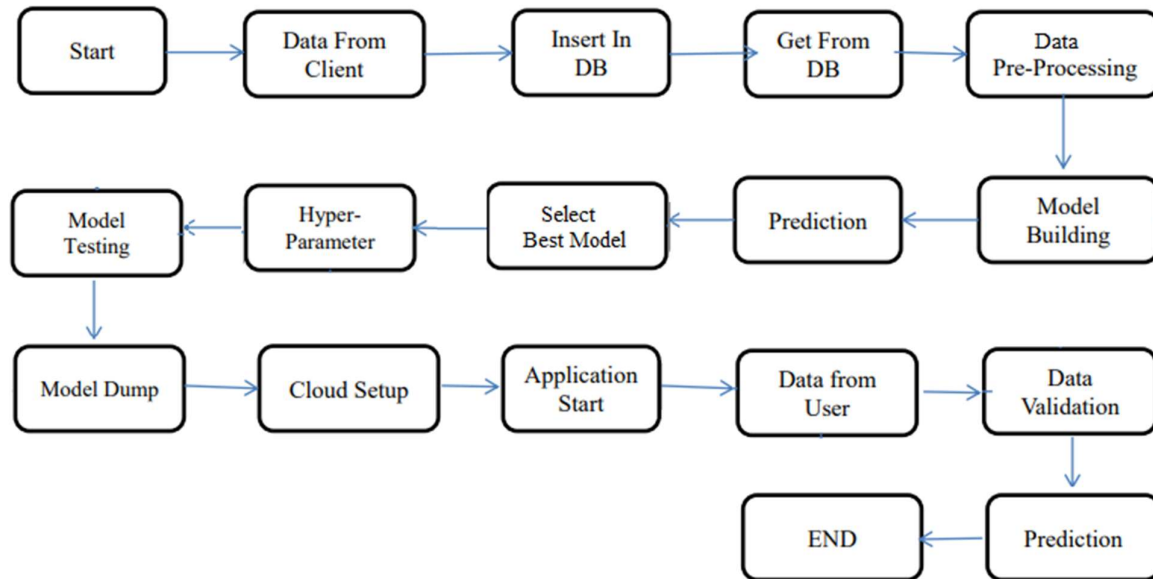 Start
Data From
Client
Insert In
DB
Get From
DB
Data
Pre-Processing
Model
Testing
Hyper-
Parameter
Select
Best Model
Prediction
Model
Building
Model Dump
Cloud Setup
Application
Start
Data from
User
Data
Validation
END
Prediction